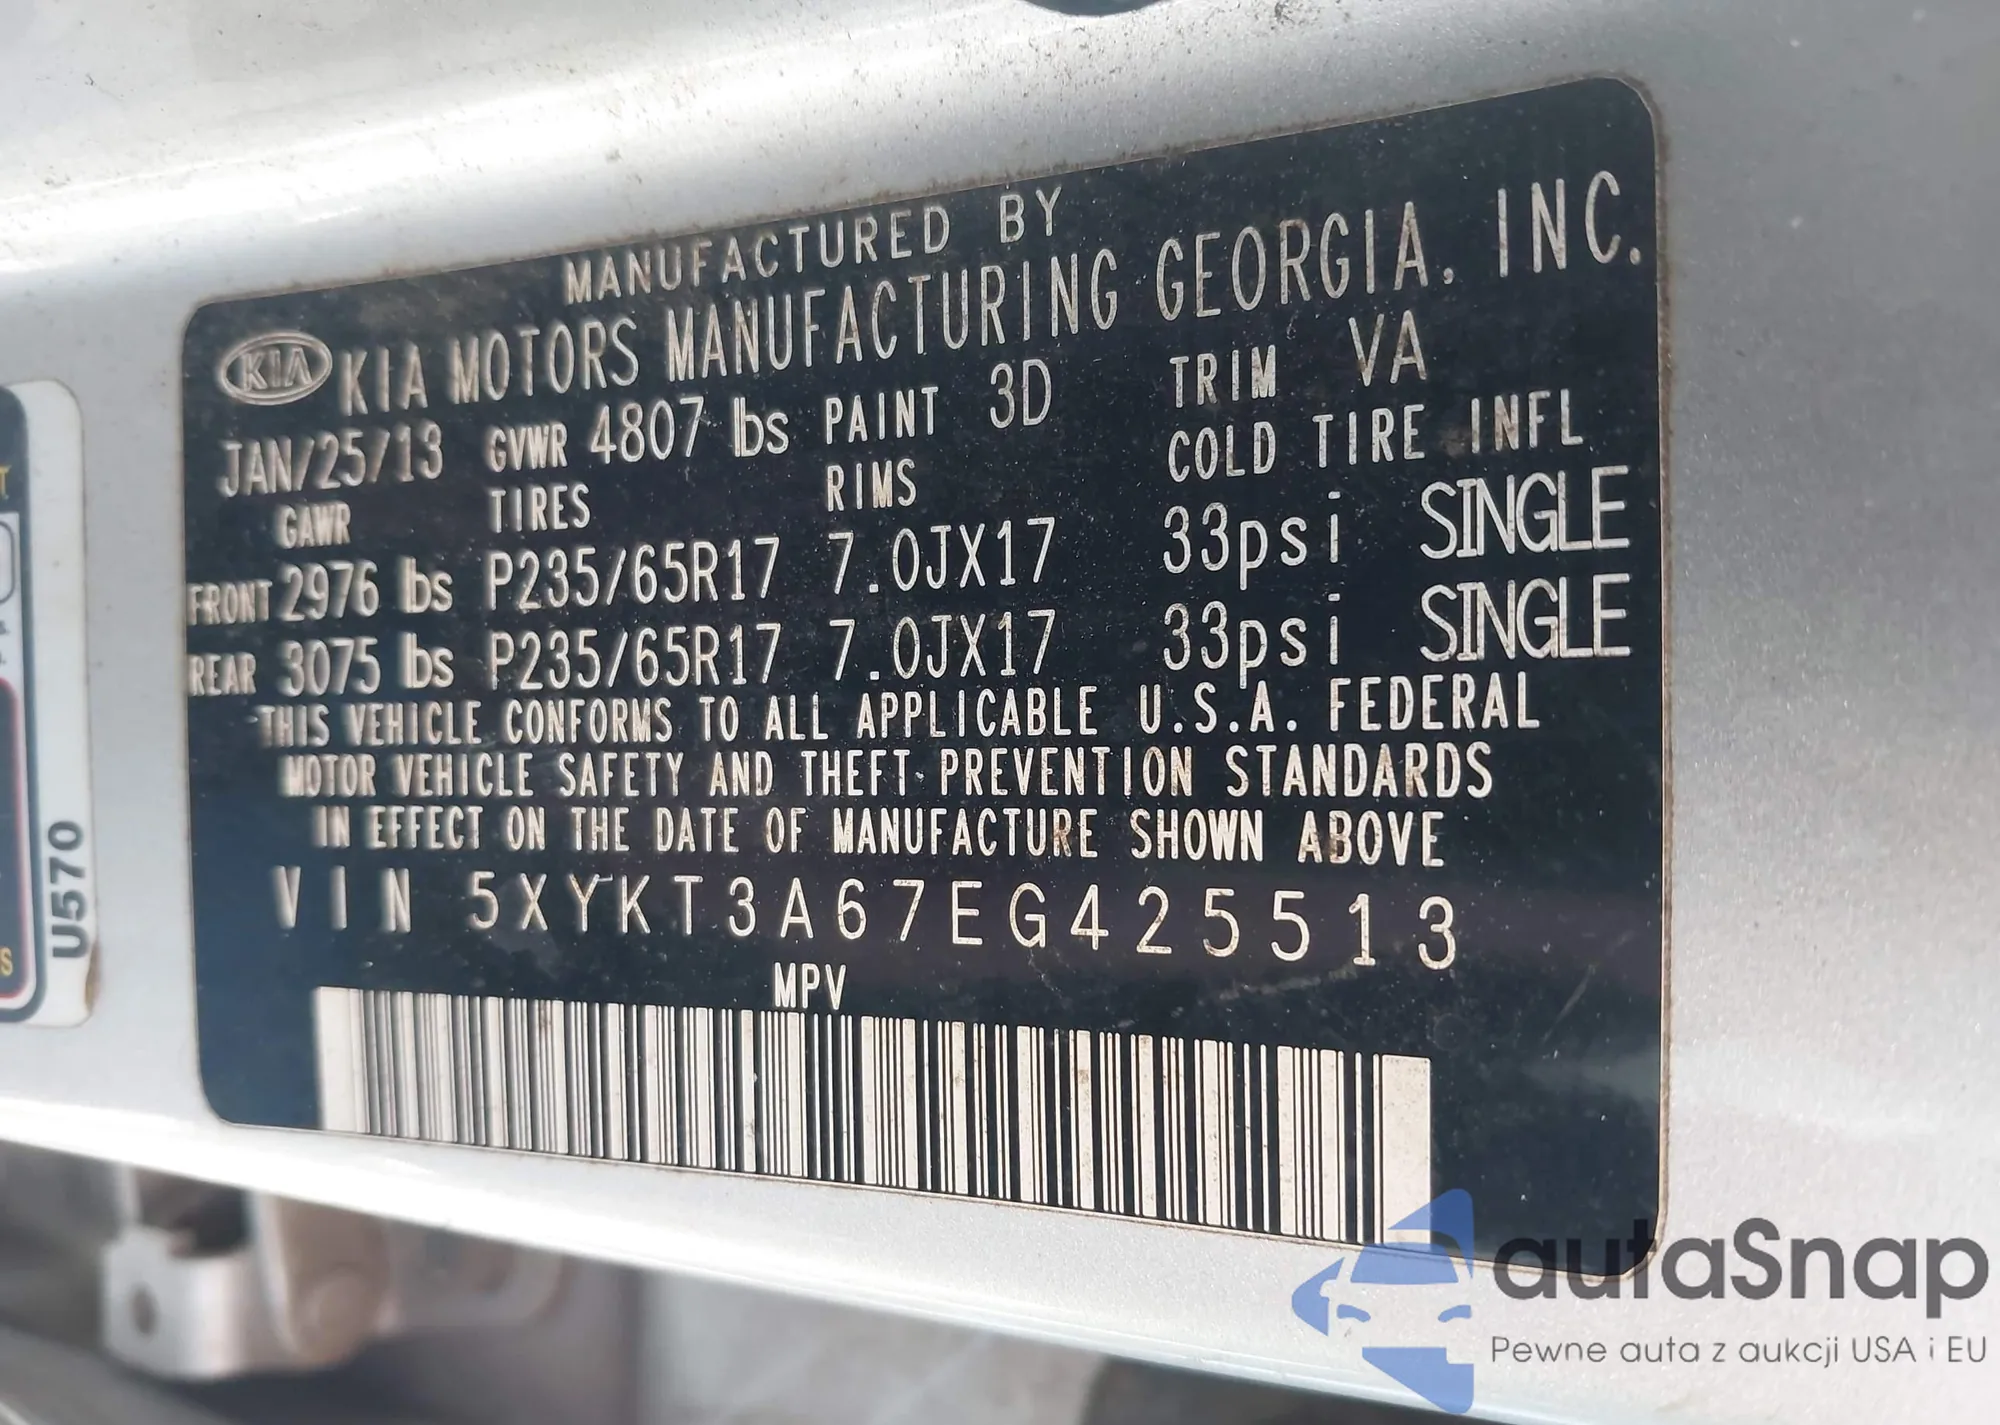 MANUFACTURED BY
KIA KIA MOTORS MANUFACTURING GEORGIA, INC.
JAN/25/13 GVWR 4807 lbs PAINT 3D TRIM VA
GAWR TIRES RIMS COLD TIRE INFL
FRONT 2976 lbs P235/65R17 7.0JX17 33psi SINGLE
REAR 3075 lbs P235/65R17 7.0JX17 33psi SINGLE
THIS VEHICLE CONFORMS TO ALL APPLICABLE U.S.A. FEDERAL
MOTOR VEHICLE SAFETY AND THEFT PREVENTION STANDARDS
IN EFFECT ON THE DATE OF MANUFACTURE SHOWN ABOVE
VIN 5XYKT3A67EG425513
MPV
U570
autaSnap
Pewne auta z aukcji USA i EU